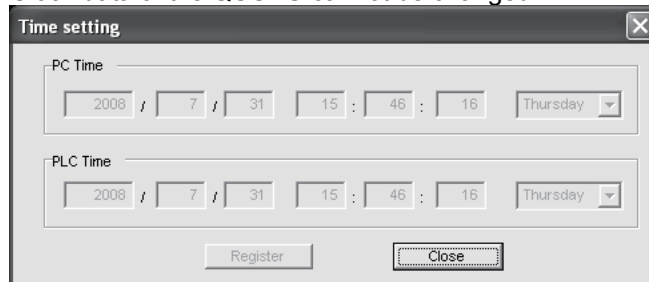 Time setting
PC Time
2008 / 7 / 31 15 : 46 : 16 Thursday
PLC Time
2008 / 7 / 31 15 : 46 : 16 Thursday
Register Close